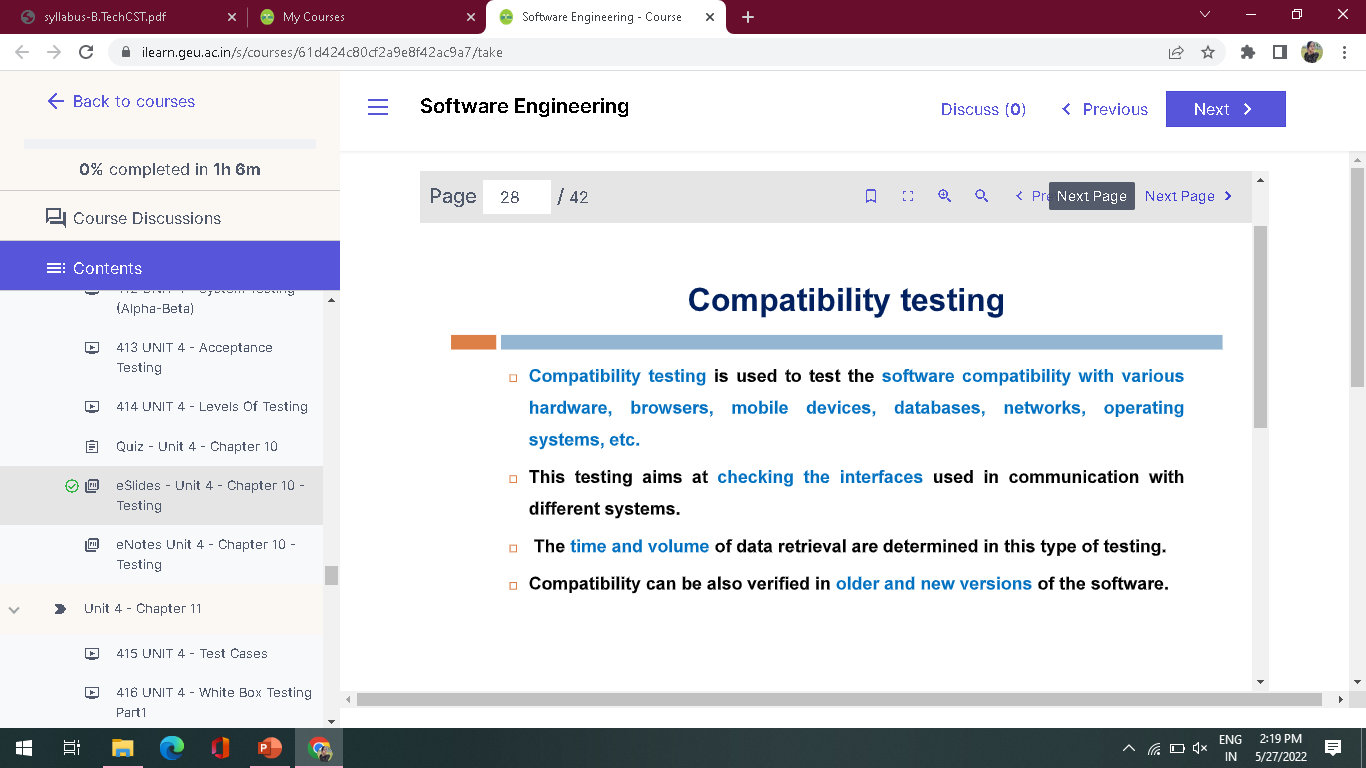 syllabus-B.TechCST.pdf
My Courses
Software Engineering - Course
ilearn.geu.ac.in/s/courses/61d424c80cf2a9e8f42ac9a7/take
Back to courses
0% completed in 1h 6m
Course Discussions
Contents
(Alpha-Beta)
413 UNIT 4 - Acceptance
Testing
414 UNIT 4 - Levels Of Testing
Quiz - Unit 4 - Chapter 10
eSlides - Unit 4 - Chapter 10 -
Testing
eNotes Unit 4 - Chapter 10 -
Testing
Unit 4 - Chapter 11
415 UNIT 4 - Test Cases
416 UNIT 4 - White Box Testing
Part1
Software Engineering
Discuss (0)
Previous
Next
Page 28 / 42
Next Page
Next Page
Compatibility testing
Compatibility testing is used to test the software compatibility with various
hardware, browsers, mobile devices, databases, networks, operating
systems, etc.
This testing aims at checking the interfaces used in communication with
different systems.
The time and volume of data retrieval are determined in this type of testing.
Compatibility can be also verified in older and new versions of the software.
ENG
IN
2:19 PM
5/27/2022